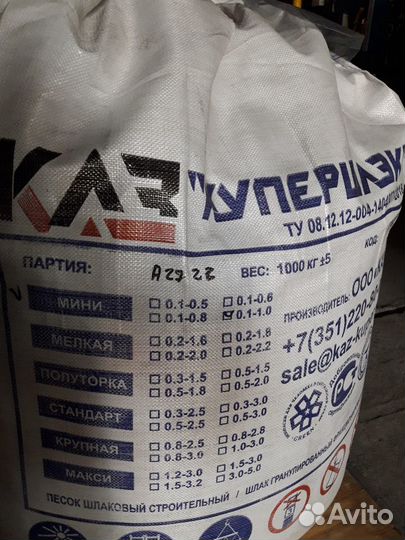 KAZ
"КУПЕРШЛАК
ТУ 08.12.12-004-
КОД:
ПАРТИЯ: А27 22 ВЕС: 1000 КГ ±5
МИНИ 0.1-0.5 0.1-0.6
0.1-0.8 0.1-1.0
МЕЛКАЯ 0.2-1.6 0.2-1.8
0.2-2.0 0.2-2.2
ПОЛУТОРКА 0.3-1.5 0.5-1.5
0.5-1.8 0.5-2.0
СТАНДАРТ 0.3-2.5 0.3-3.0
0.5-2.5 0.5-3.0
КРУПНАЯ 0.8-2.5 0.8-2.8
0.8-3.0 1.0-3.0
МАКСИ 1.2-3.0 1.5-3.0
1.5-3.2 3.0-5.0
ПРОИЗВОДИТЕЛЬ ООО
+7(351)220-
sale@kaz-
GREEN
ПЕСОК ШЛАКОВЫЙ СТРОИТЕЛЬНЫЙ / ШЛАК ГРАНУЛИРОВАННЫЙ
Avito